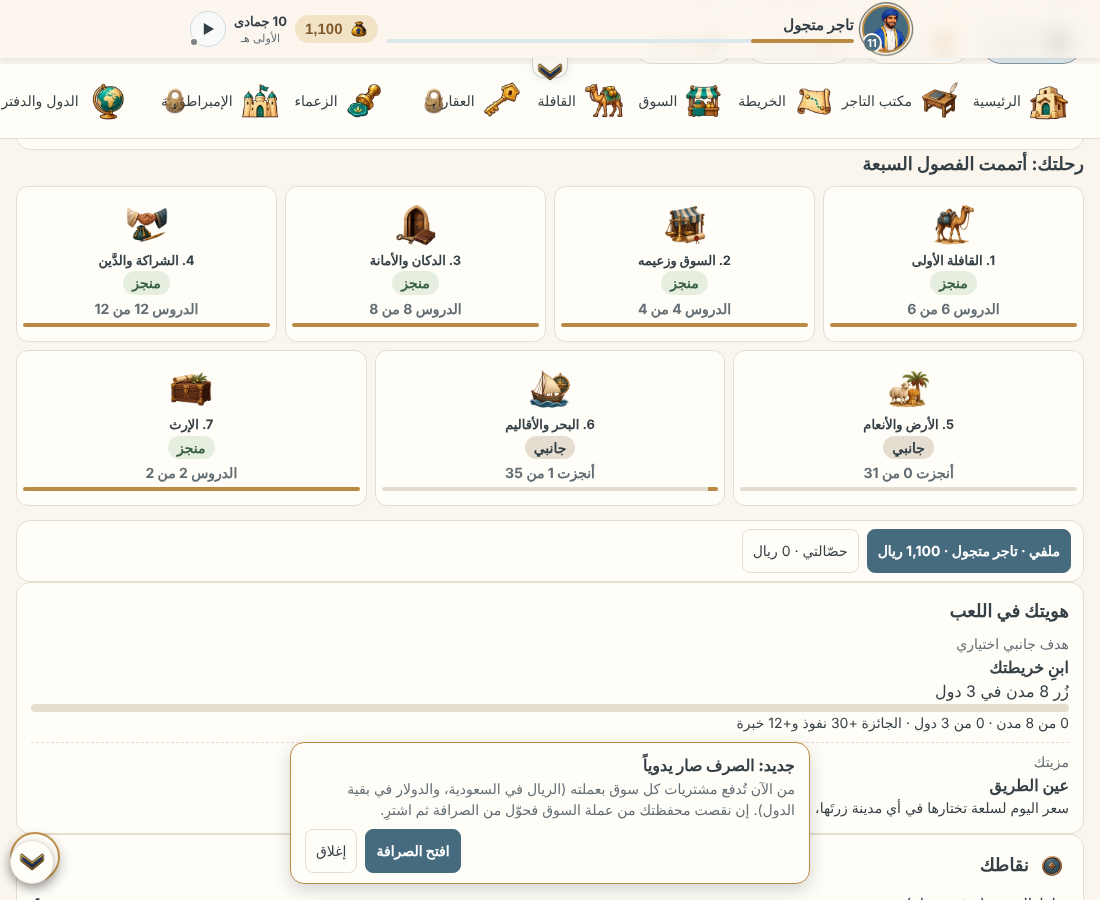 تاجر متجول
11
1,100
10 جمادى
الأولى هـ
الرئيسية
مكتب التاجر
الخريطة
السوق
القافلة
العقار
الزعماء
الإمبراطورية
الدول والدفتر
رحلتك: أتممت الفصول السبعة
1. القافلة الأولى
منجز
الدروس 6 من 6
2. السوق وزعيمه
منجز
الدروس 4 من 4
3. الدكان والأمانة
منجز
الدروس 8 من 8
4. الشراكة والدَّين
منجز
الدروس 12 من 12
5. الأرض والأنعام
جانبي
أنجزت 0 من 31
6. البحر والأقاليم
جانبي
أنجزت 1 من 35
7. الإرث
منجز
الدروس 2 من 2
ملفي · تاجر متجول · 1,100 ريال
حصّالتي · 0 ريال
هويتك في اللعب
هدف جانبي اختياري
ابنِ خريطتك
زُر 8 مدن في 3 دول
0 من 8 مدن · 0 من 3 دول · الجائزة +30 نفوذ و+12 خبرة
مزيتك
عين الطريق
سعر اليوم لسلعة تختارها في أي مدينة زرتَها،
جديد: الصرف صار يدوياً
من الآن تُدفع مشتريات كل سوق بعملته (الريال في السعودية، والدولار في بقية
الدول). إن نقصت محفظتك من عملة السوق فحوّل من الصرافة ثم اشترِ.
افتح الصرافة
إغلاق
نقاطك